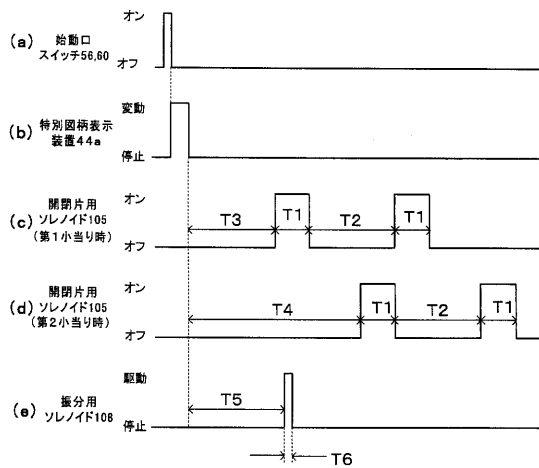 (a) 始動口
スイッチ56,60
オン
オフ
(b) 特別図柄表示
装置44a
変動
停止
(c) 開閉片用
ソレノイド105
(第1小当り時)
オン
オフ
T3 T1 T2 T1
(d) 開閉片用
ソレノイド105
(第2小当り時)
オン
オフ
T4 T1 T2 T1
(e) 振分用
ソレノイド108
駆動
停止
T5
T6